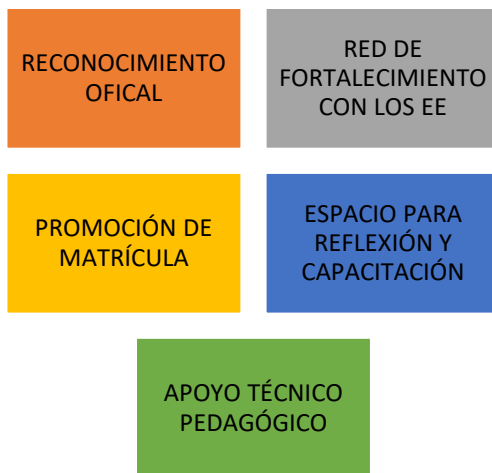 RECONOCIMIENTO
OFICAL
RED DE
FORTALECIMIENTO
CON LOS EE
PROMOCIÓN DE
MATRÍCULA
ESPACIO PARA
REFLEXIÓN Y
CAPACITACIÓN
APOYO TÉCNICO
PEDAGÓGICO